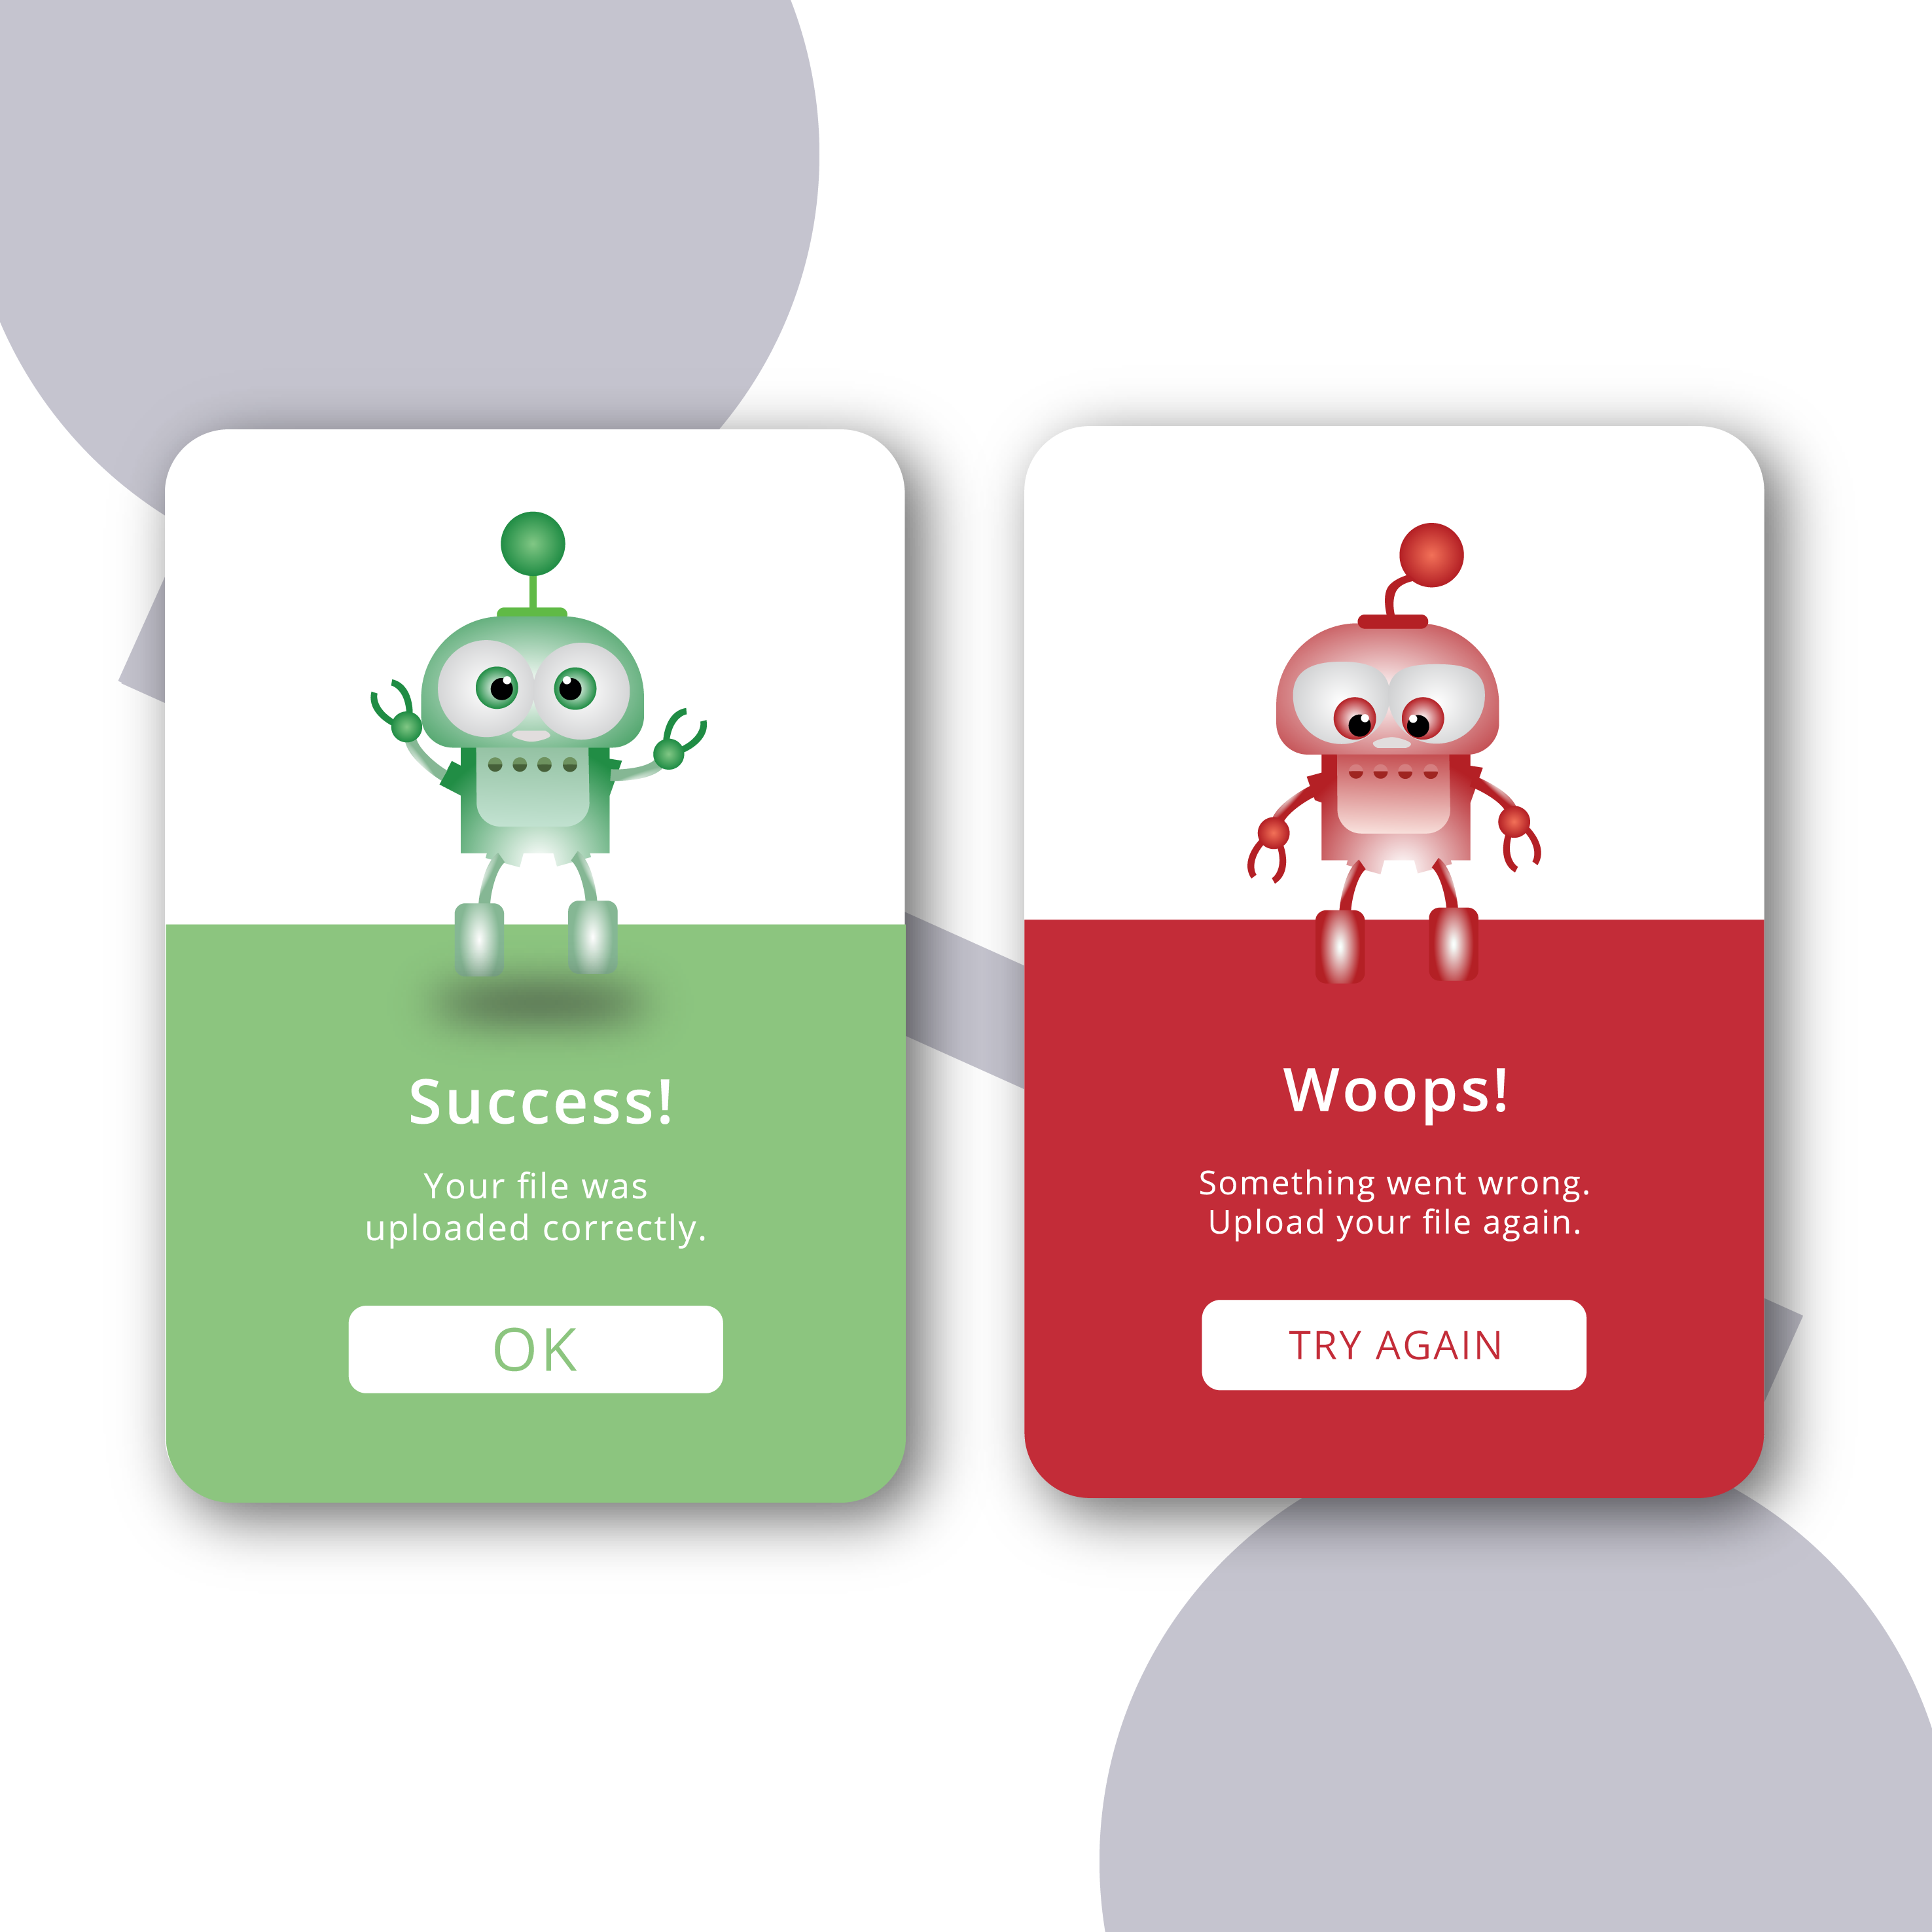 Success!
Your file was
uploaded correctly.
OK
Woops!
Something went wrong.
Upload your file again.
TRY AGAIN